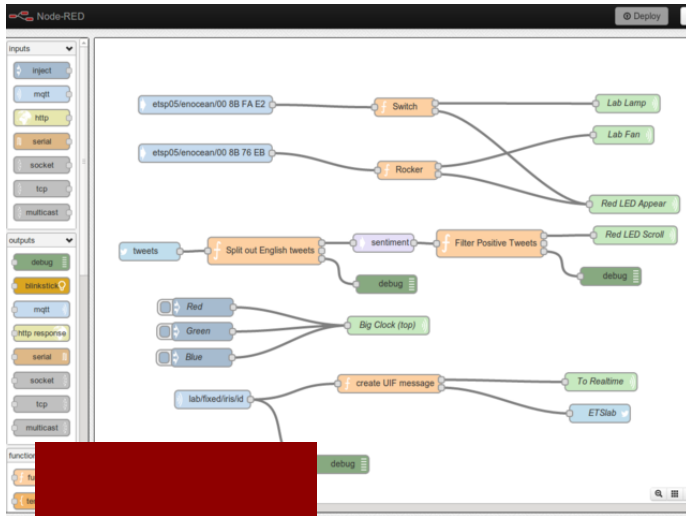 Node-RED
Deploy
inputs
inject
mqtt
http
serial
socket
tcp
multicast
outputs
debug
blinkstick
mqtt
http response
serial
socket
tcp
multicast
etsp05/enocean/00 8B FA E2
Switch
Lab Lamp
Lab Fan
etsp05/enocean/00 8B 76 EB
Rocker
Red LED Appear
tweets
Split out English tweets
sentiment
Filter Positive Tweets
Red LED Scroll
debug
debug
Red
Green
Blue
Big Clock (top)
lab/fixed/iris/id
create UIF message
To Realtime
ETSlab
debug